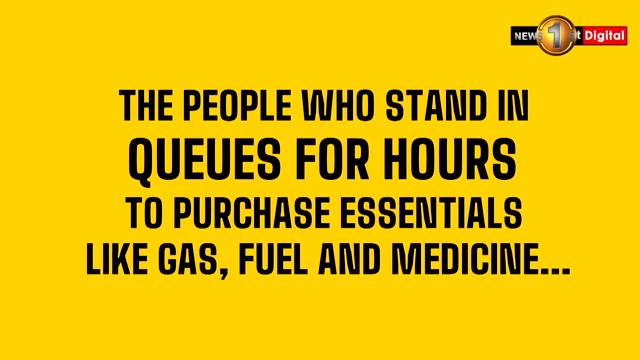 NEWS 1st Digital
THE PEOPLE WHO STAND IN
QUEUES FOR HOURS
TO PURCHASE ESSENTIALS
LIKE GAS, FUEL AND MEDICINE...